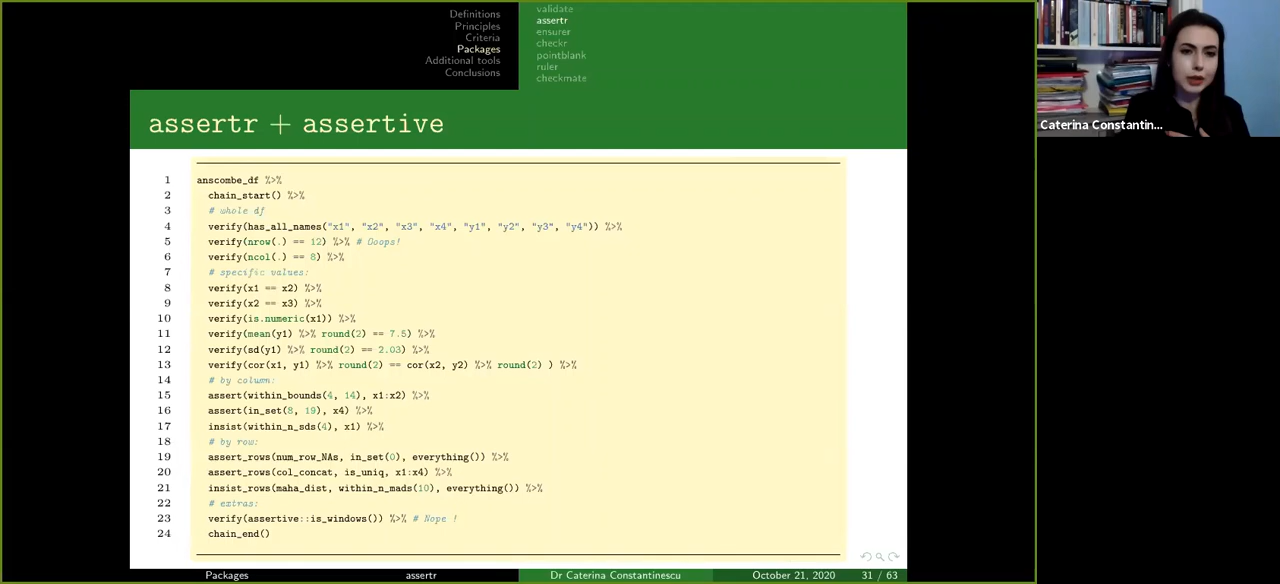 Definitions
Principles
Criteria
Packages
Additional tools
Conclusions
validate
assertr
ensurer
checkr
pointblank
ruler
checkmate
assertr + assertive
1 anscombe_df %>%
2 chain_start() %>%
3 # whole df
4 verify(has_all_names("x1", "x2", "x3", "x4", "y1", "y2", "y3", "y4")) %>%
5 verify(nrow(.) == 12) %>% # Ooops!
6 verify(ncol(.) == 8) %>%
7 # specific values:
8 verify(x1 == x2) %>%
9 verify(x2 == x3) %>%
10 verify(is.numeric(x1)) %>%
11 verify(mean(y1) %>% round(2) == 7.5) %>%
12 verify(sd(y1) %>% round(2) == 2.03) %>%
13 verify(cor(x1, y1) %>% round(2) == cor(x2, y2) %>% round(2) ) %>%
14 # by column:
15 assert(within_bounds(4, 14), x1:x2) %>%
16 assert(in_set(8, 19), x4) %>%
17 insist(within_n_sds(4), x1) %>%
18 # by row:
19 assert_rows(num_row_NAs, in_set(0), everything()) %>%
20 assert_rows(col_concat, is_uniq, x1:x4) %>%
21 insist_rows(maha_dist, within_n_mads(10), everything()) %>%
22 # extras:
23 verify(assertive::is_windows()) %>% # Nope !
24 chain_end()
Packages assertr Dr Caterina Constantinescu October 21, 2020 31 / 63
Caterina Constantin...